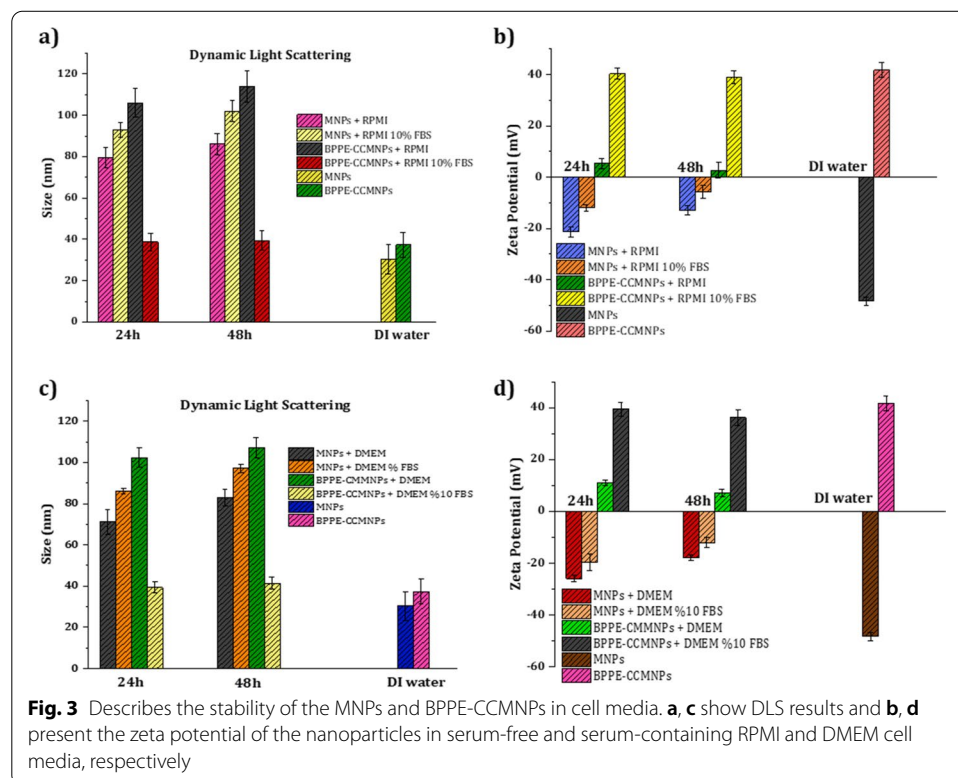 a)
Dynamic Light Scattering
120
100
80
60
40
20
0
Size (nm)
MNPs + RPMI
MNPs + RPMI 10% FBS
BPPE-CCMNPs + RPMI
BPPE-CCMNPs + RPMI 10% FBS
MNPs
BPPE-CCMNPs
24h
48h
DI water
b)
40
20
0
-20
-40
-60
Zeta Potential (mV)
24h
48h
DI water
MNPs + RPMI
MNPs + RPMI 10% FBS
BPPE-CCMNPs + RPMI
BPPE-CCMNPs + RPMI 10% FBS
MNPs
BPPE-CCMNPs
c)
Dynamic Light Scattering
120
100
80
60
40
20
0
Size (nm)
MNPs + DMEM
MNPs + DMEM % FBS
BPPE-CMMNPs + DMEM
BPPE-CCMNPs + DMEM %10 FBS
MNPs
BPPE-CCMNPs
24h
48h
DI water
d)
40
20
0
-20
-40
-60
Zeta Potential (mV)
24h
48h
DI water
MNPs + DMEM
MNPs + DMEM %10 FBS
BPPE-CMMNPs + DMEM
BPPE-CCMNPs + DMEM %10 FBS
MNPs
BPPE-CCMNPs
Fig. 3 Describes the stability of the MNPs and BPPE-CCMNPs in cell media. a, c show DLS results and b, d
present the zeta potential of the nanoparticles in serum-free and serum-containing RPMI and DMEM cell
media, respectively